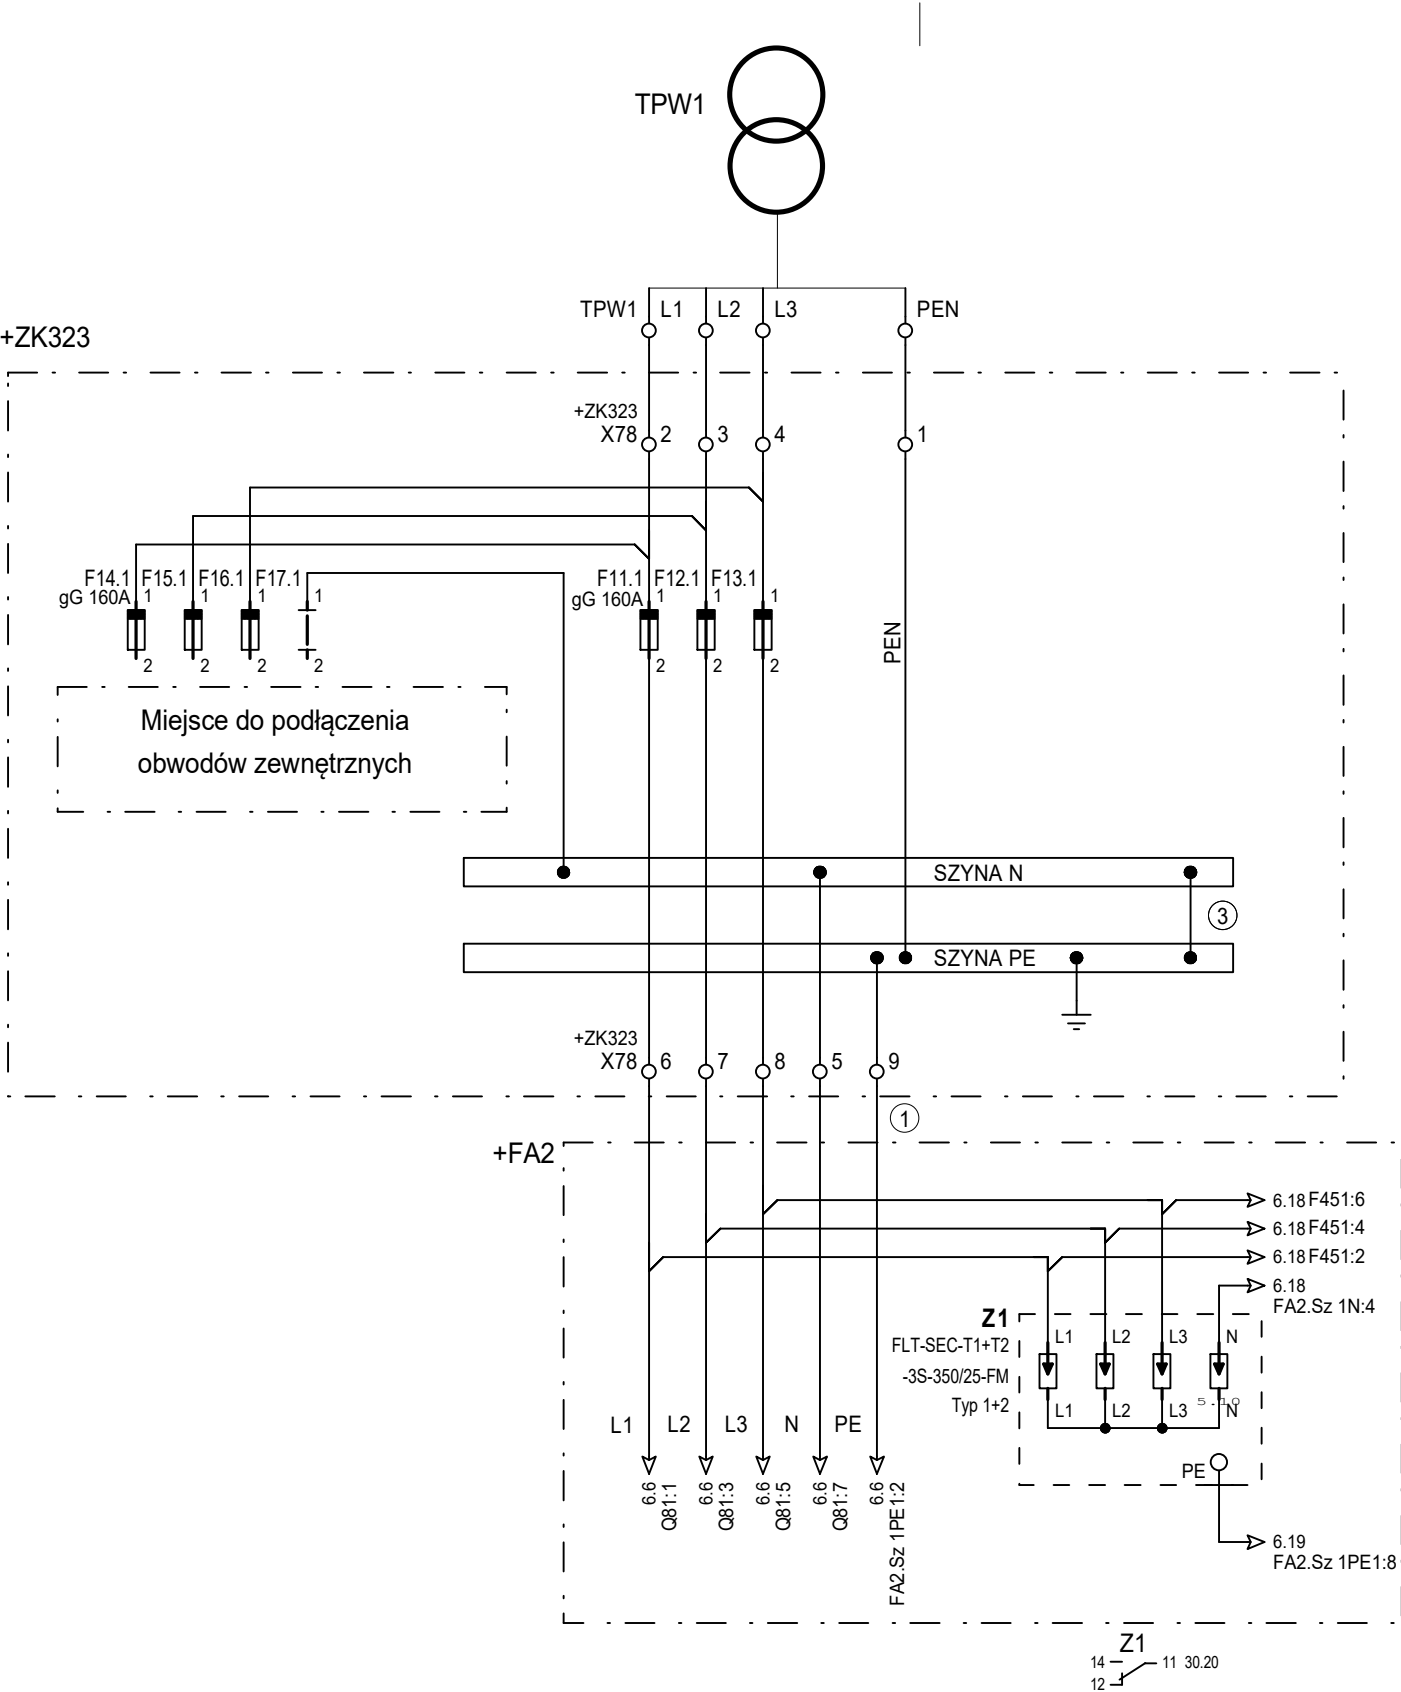 TPW1
TPW1 L1 L2 L3 PEN
+ZK323
+ZK323
X78 2 3 4 1
F14.1 F15.1 F16.1 F17.1 F11.1 F12.1 F13.1
gG 160A 1 1 1 1 gG 160A 1 1 1
2 2 2 2 2 2 2
PEN
Miejsce do podłączenia
obwodów zewnętrznych
SZYNA N
3
SZYNA PE
+ZK323
X78 6 7 8 5 9
1
+FA2
6.18 F451:6
6.18 F451:4
6.18 F451:2
6.18
FA2.Sz 1N:4
Z1
FLT-SEC-T1+T2
-3S-350/25-FM
Typ 1+2
L1 L2 L3 N
5.10
L1 L2 L3 N
L1 L2 L3 N PE
PE
6.6 Q81:1
6.6 Q81:3
6.6 Q81:5
6.6 Q81:7
6.6 FA2.Sz 1PE1:2
6.19
FA2.Sz 1PE1:8
Z1
14 11 30.20
12